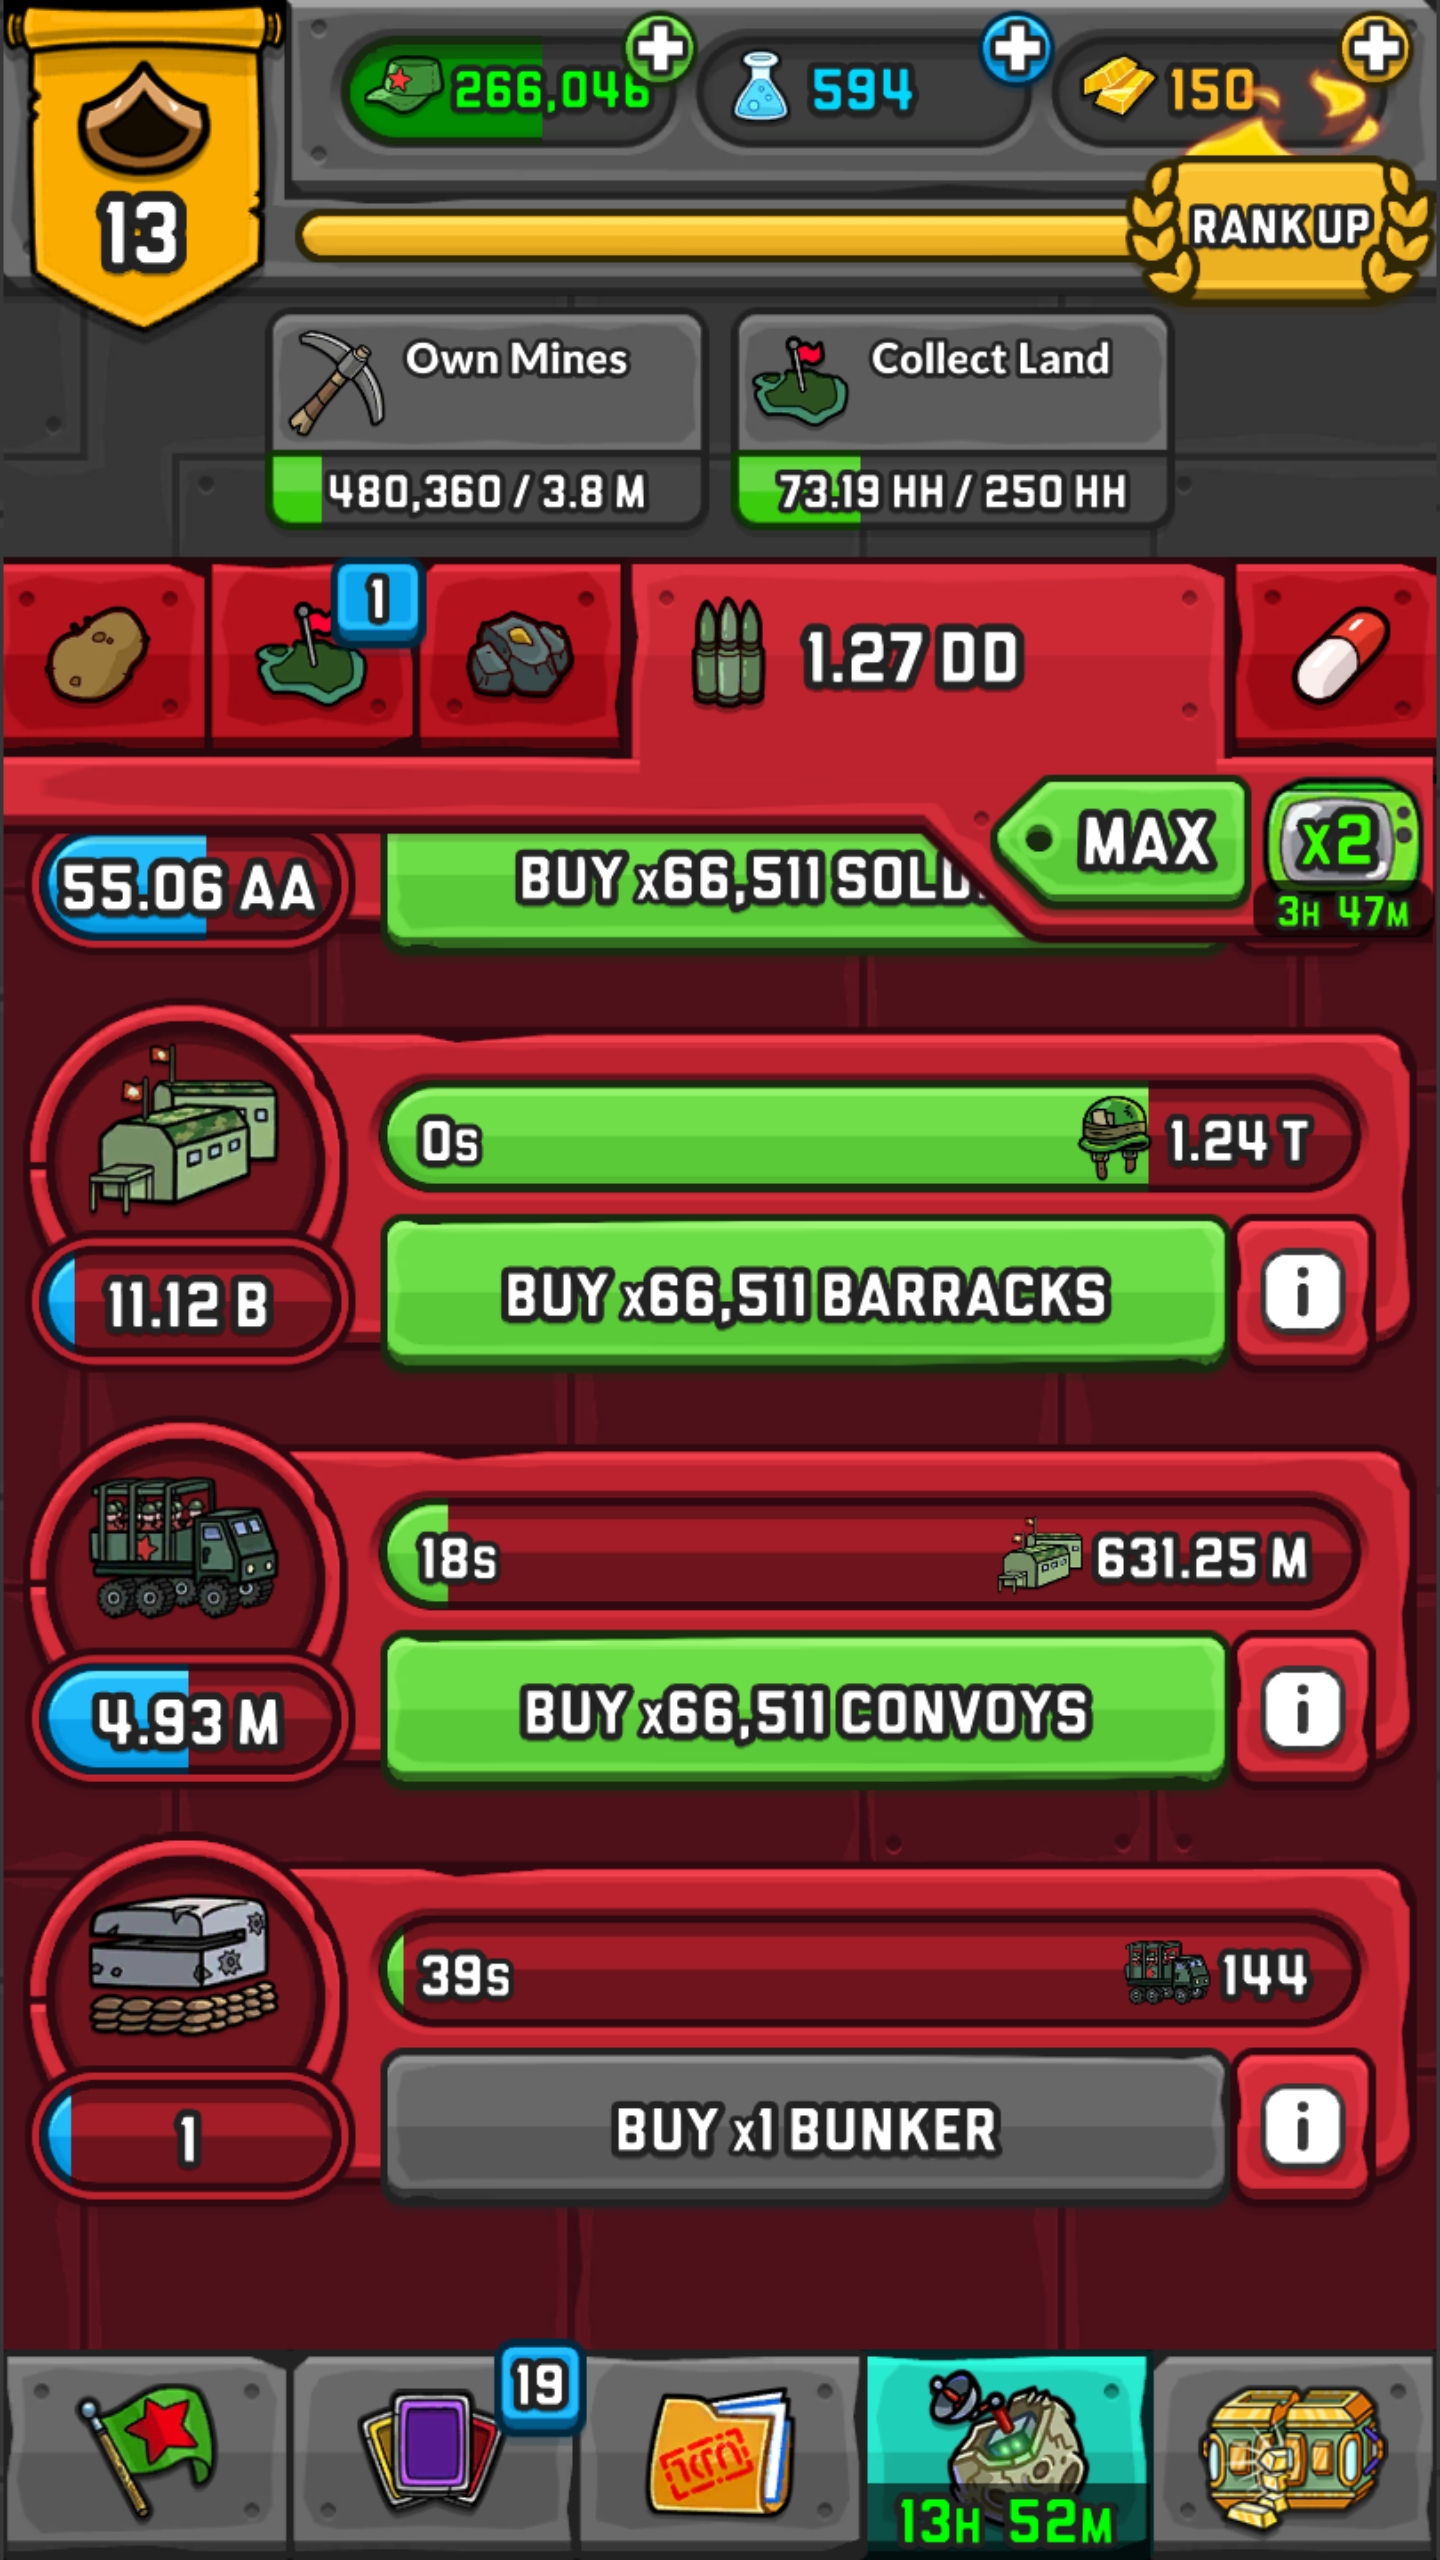 266,046
594
150
13
RANK UP
Own Mines
Collect Land
480,360 / 3.8 M
73.19 HH / 250 HH
1
1.27 DD
MAX
x2
3H 47M
55.06 AA
BUY x66,511 SOLD
0s
1.24 T
11.12 B
BUY x66,511 BARRACKS
i
18s
631.25 M
4.93 M
BUY x66,511 CONVOYS
i
39s
144
1
BUY x1 BUNKER
i
19
13H 52M